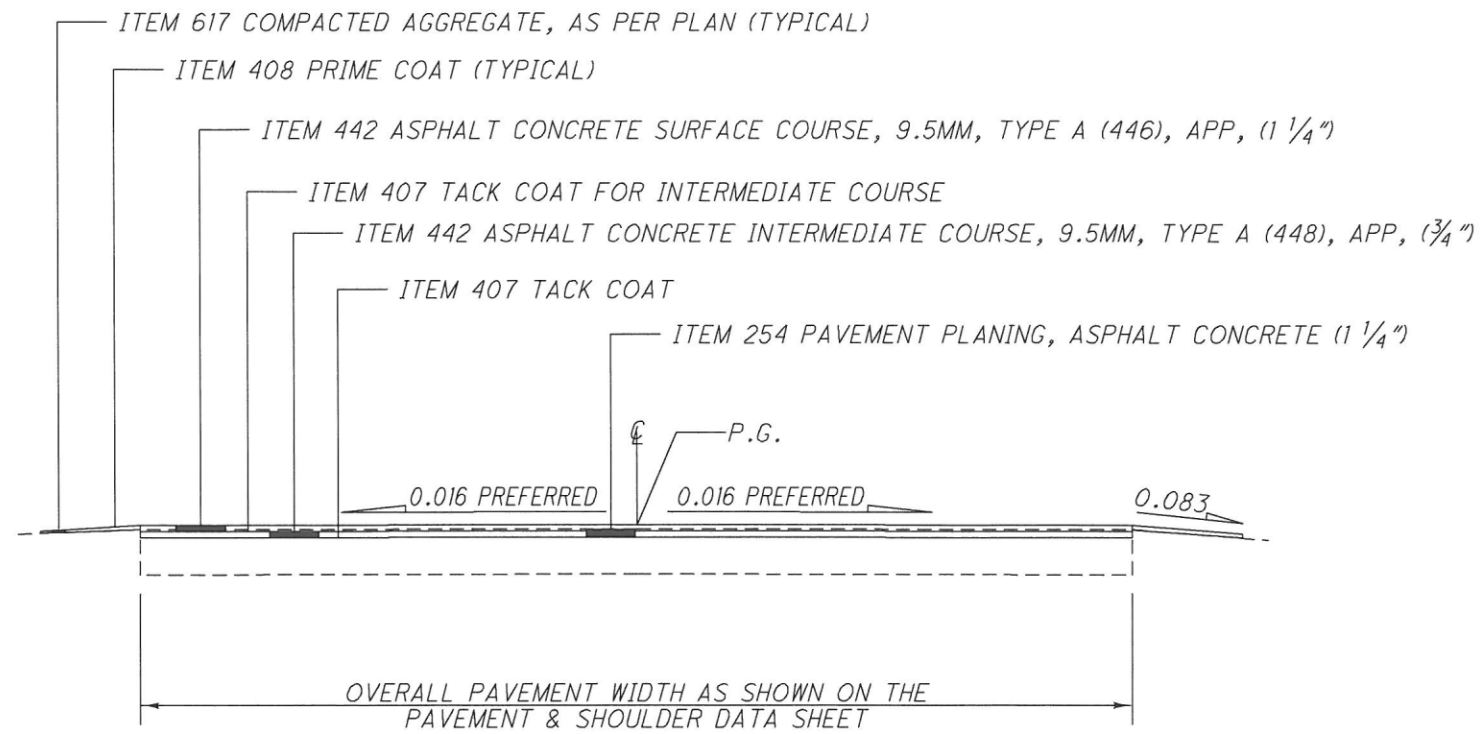 ITEM 617 COMPACTED AGGREGATE, AS PER PLAN (TYPICAL)
ITEM 408 PRIME COAT (TYPICAL)
ITEM 442 ASPHALT CONCRETE SURFACE COURSE, 9.5MM, TYPE A (446), APP, (1 1/4")
ITEM 407 TACK COAT FOR INTERMEDIATE COURSE
ITEM 442 ASPHALT CONCRETE INTERMEDIATE COURSE, 9.5MM, TYPE A (448), APP, (3/4")
ITEM 407 TACK COAT
ITEM 254 PAVEMENT PLANING, ASPHALT CONCRETE (1 1/4")
℄ P.G.
0.016 PREFERRED 0.016 PREFERRED 0.083
OVERALL PAVEMENT WIDTH AS SHOWN ON THE
PAVEMENT & SHOULDER DATA SHEET